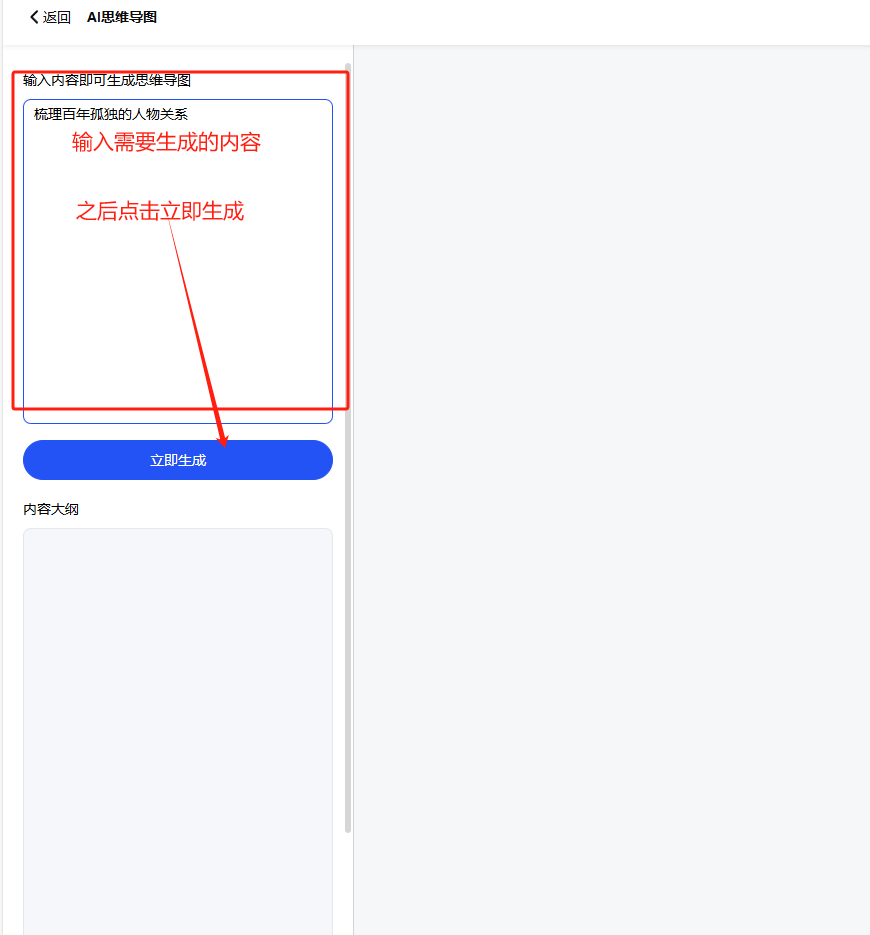 返回 AI思维导图
输入内容即可生成思维导图
梳理百年孤独的人物关系
输入需要生成的内容
之后点击立即生成
立即生成
内容大纲